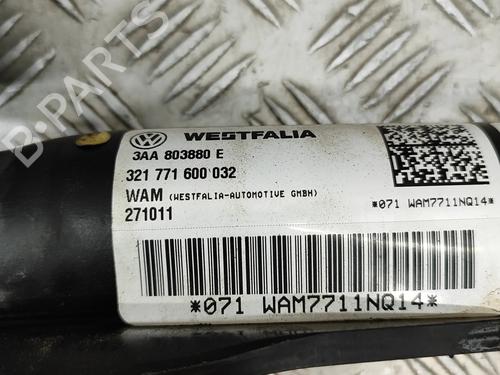 WESTFALIA
3AA 803880 E
321 771 600 032
WAM (WESTFALIA-AUTOMOTIVE GMBH)
271011
*071 WAM7711NQ14*
*071 WAM7711NQ14*
B-PARTS